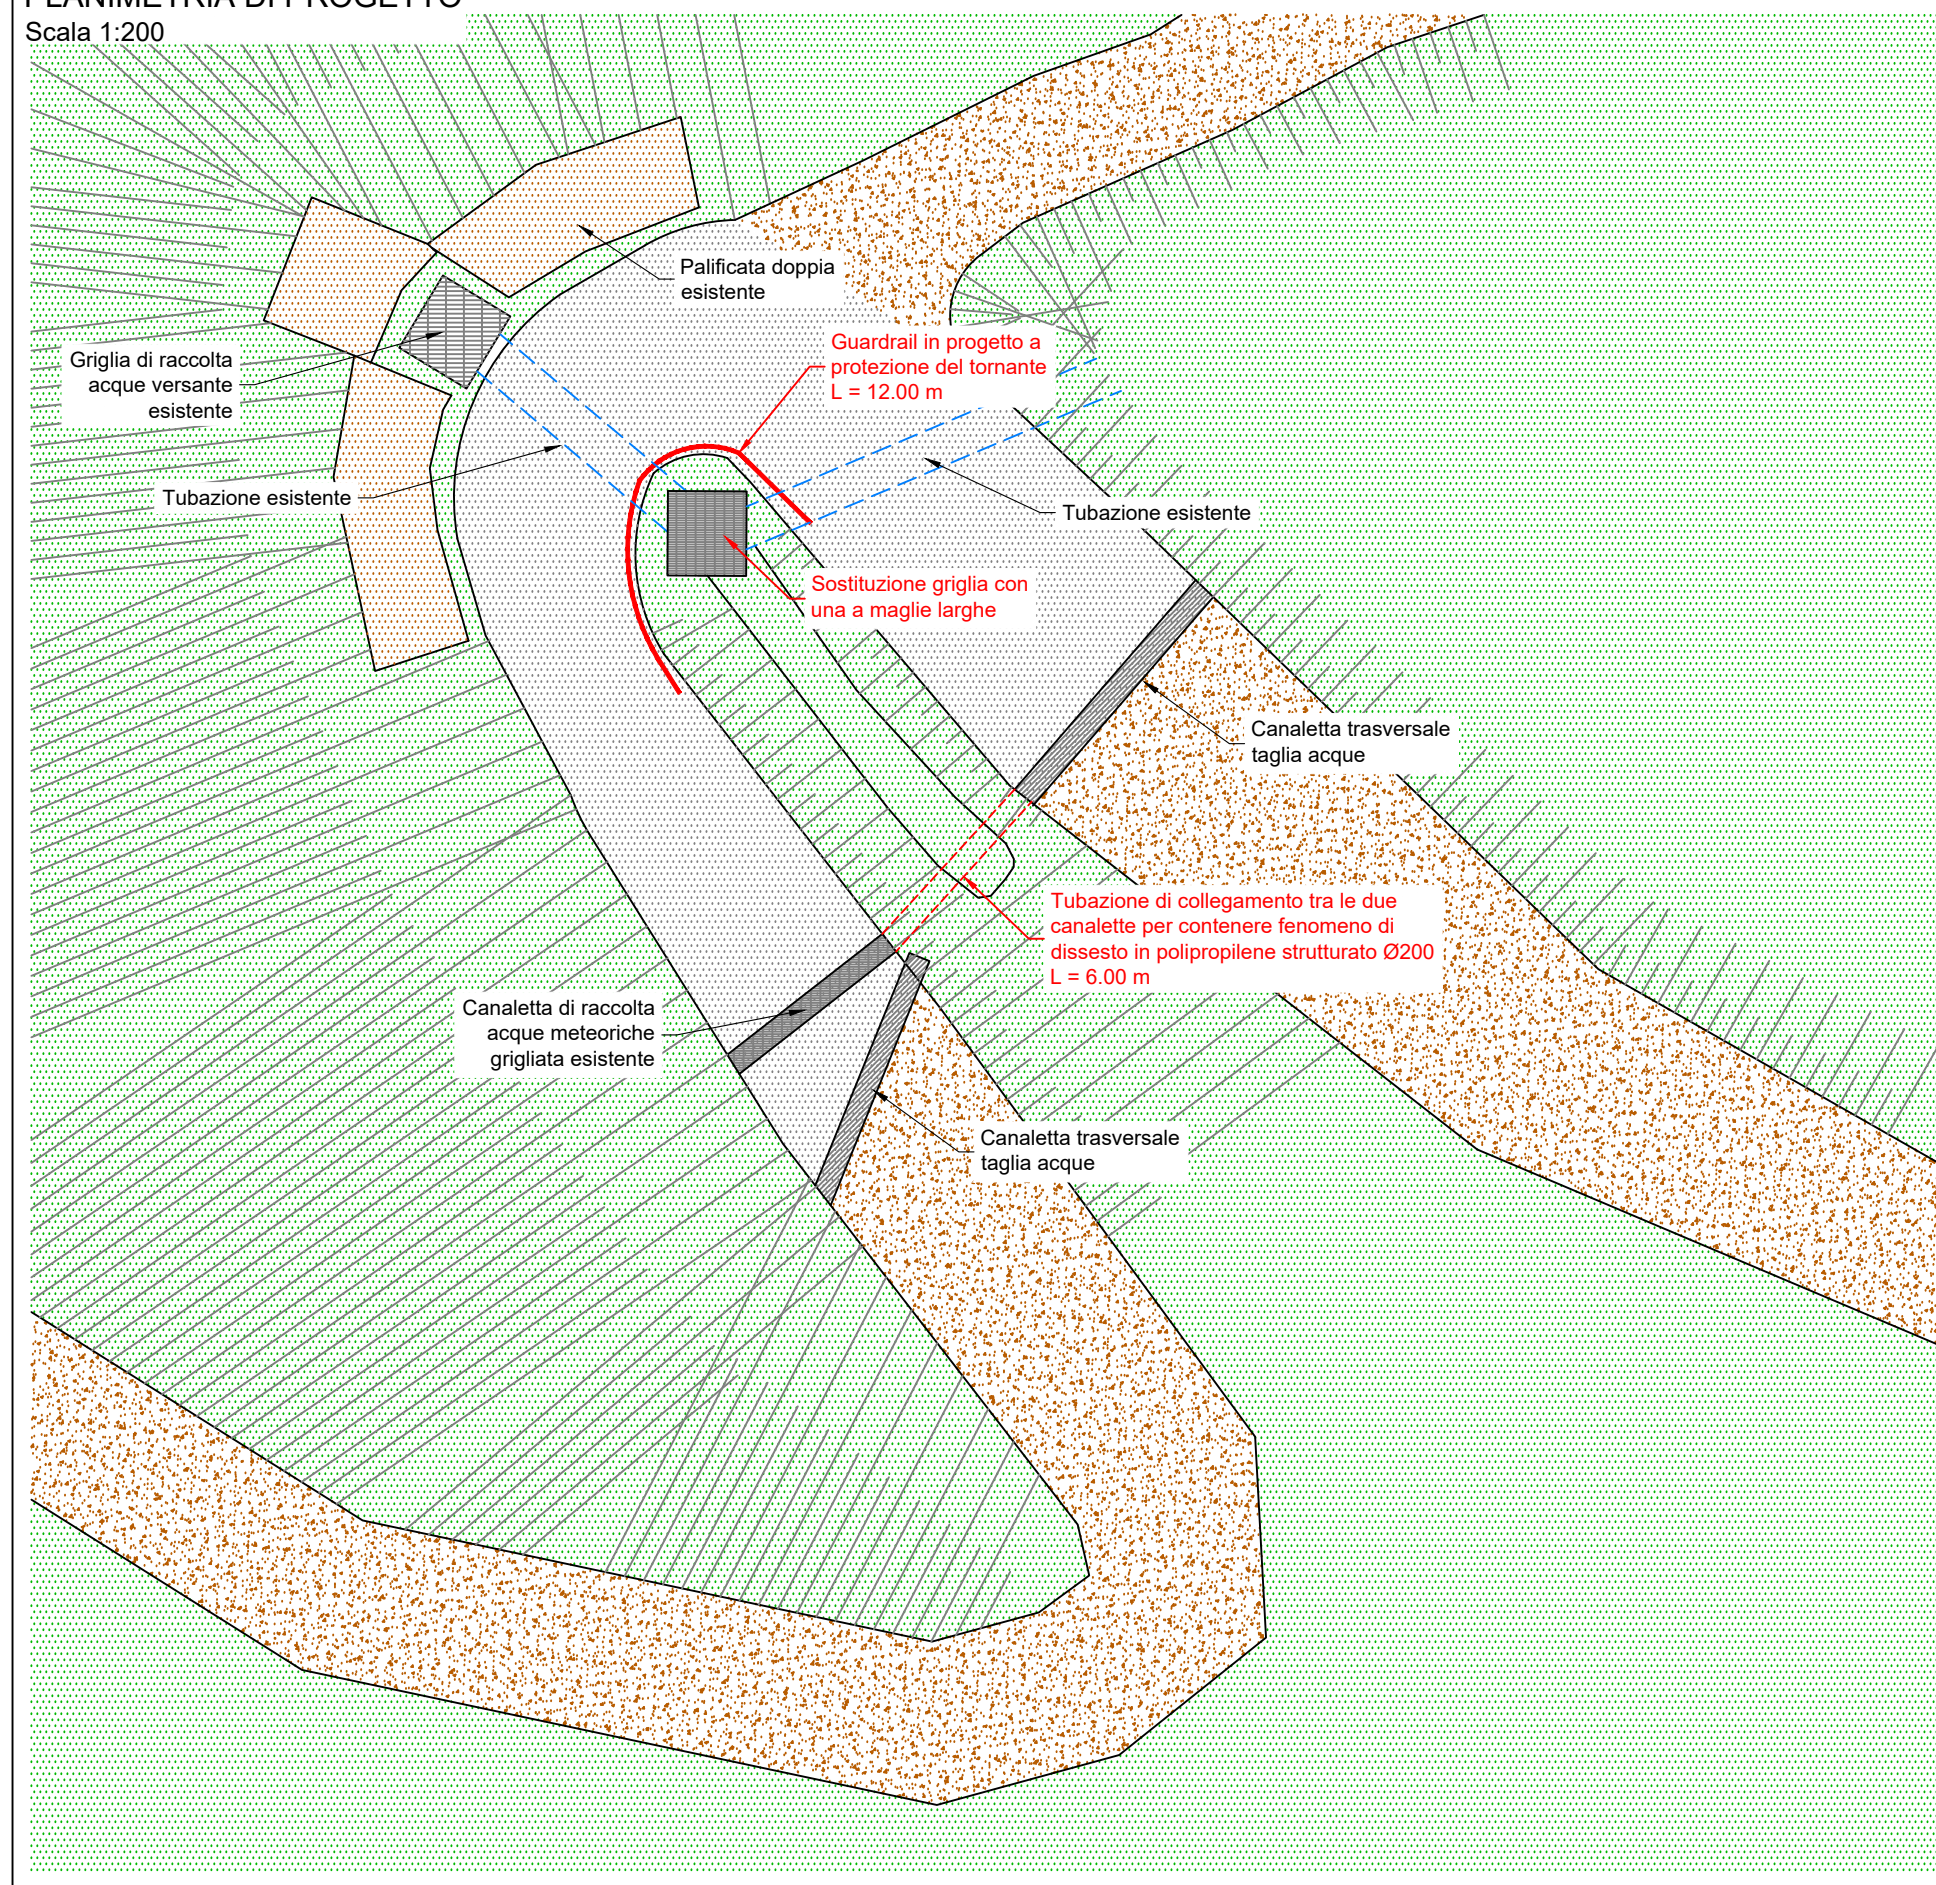 PLANIMETRIA DI PROGETTO
Scala 1:200
Palificata doppia
esistente
Guardrail in progetto a
protezione del tornante
L = 12.00 m
Griglia di raccolta
acque versante
esistente
Tubazione esistente
Tubazione esistente
Sostituzione griglia con
una a maglie larghe
Canaletta trasversale
taglia acque
Tubazione di collegamento tra le due
canalette per contenere fenomeno di
dissesto in polipropilene strutturato Ø200
L = 6.00 m
Canaletta di raccolta
acque meteoriche
grigliata esistente
Canaletta trasversale
taglia acque